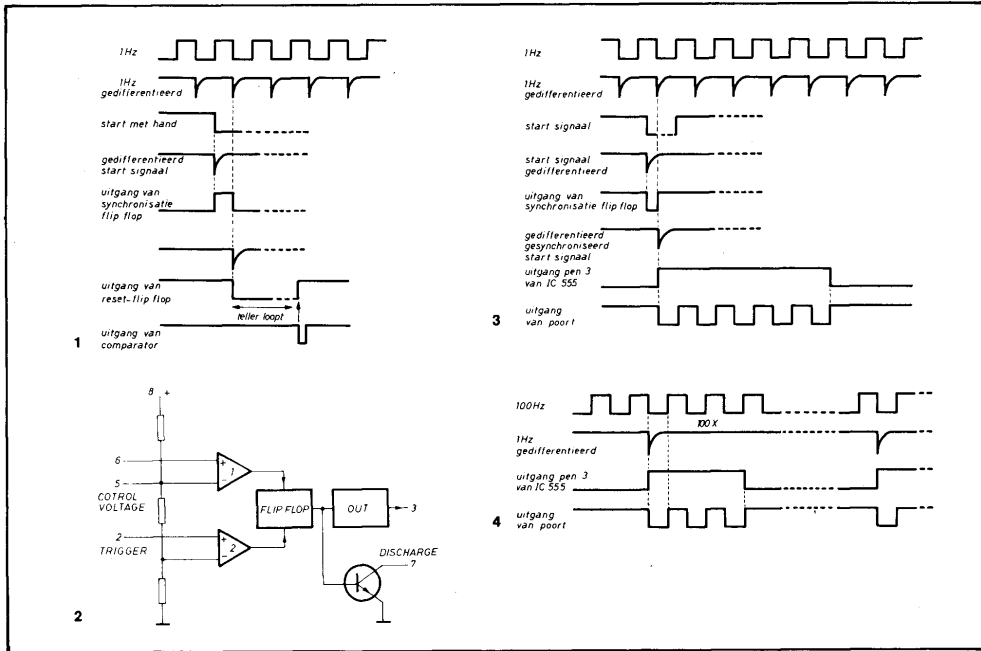 1Hz
1Hz
gedifferentieerd
start met hand
gedifferentieerd
start signaal
uitgang van
synchronisatie
flip flop
uitgang van
reset-flip flop
teller loopt
uitgang van
comparator
1
8 +
6
5
COTROL
VOLTAGE
2
TRIGGER
+
-
1
+
-
2
FLIP FLOP
OUT
3
DISCHARGE
7
2
1Hz
1Hz
gedifferentieerd
start signaal
start signaal
gedifferentieerd
uitgang van
synchronisatie flip flop
gedifferentieerd
gesynchroniseerd
start signaal
uitgang pen 3
van IC 555
uitgang
van poort
3
100Hz
100X
1Hz
gedifferentieerd
uitgang pen 3
van IC 555
uitgang
van poort
4